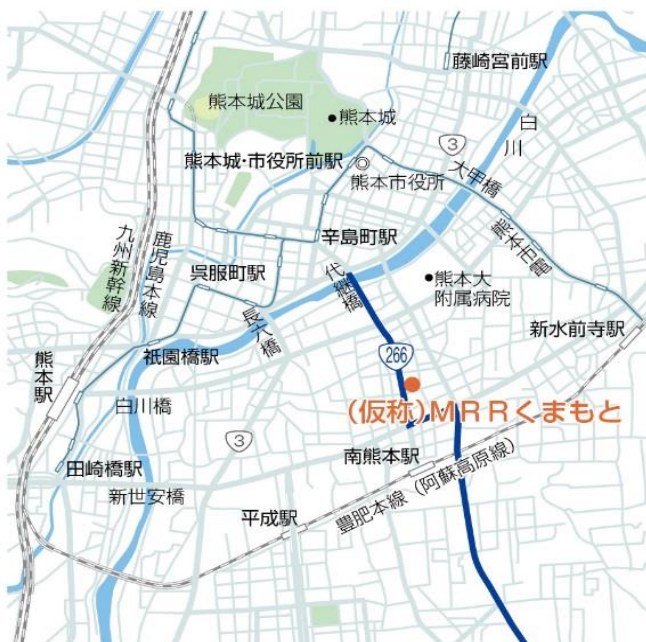 藤崎宮前駅
熊本城公園
●熊本城
白川
3
熊本城・市役所前駅
◎
熊本市役所
大甲橋
熊本市電
辛島町駅
九州新幹線
鹿児島本線
呉服町駅
代継橋
●熊本大
附属病院
長六橋
新水前寺駅
祇園橋駅
266
熊本駅
白川橋
(仮称)MRRくまもと
3
南熊本駅
田崎橋駅
新世安橋
豊肥本線(阿蘇高原線)
平成駅